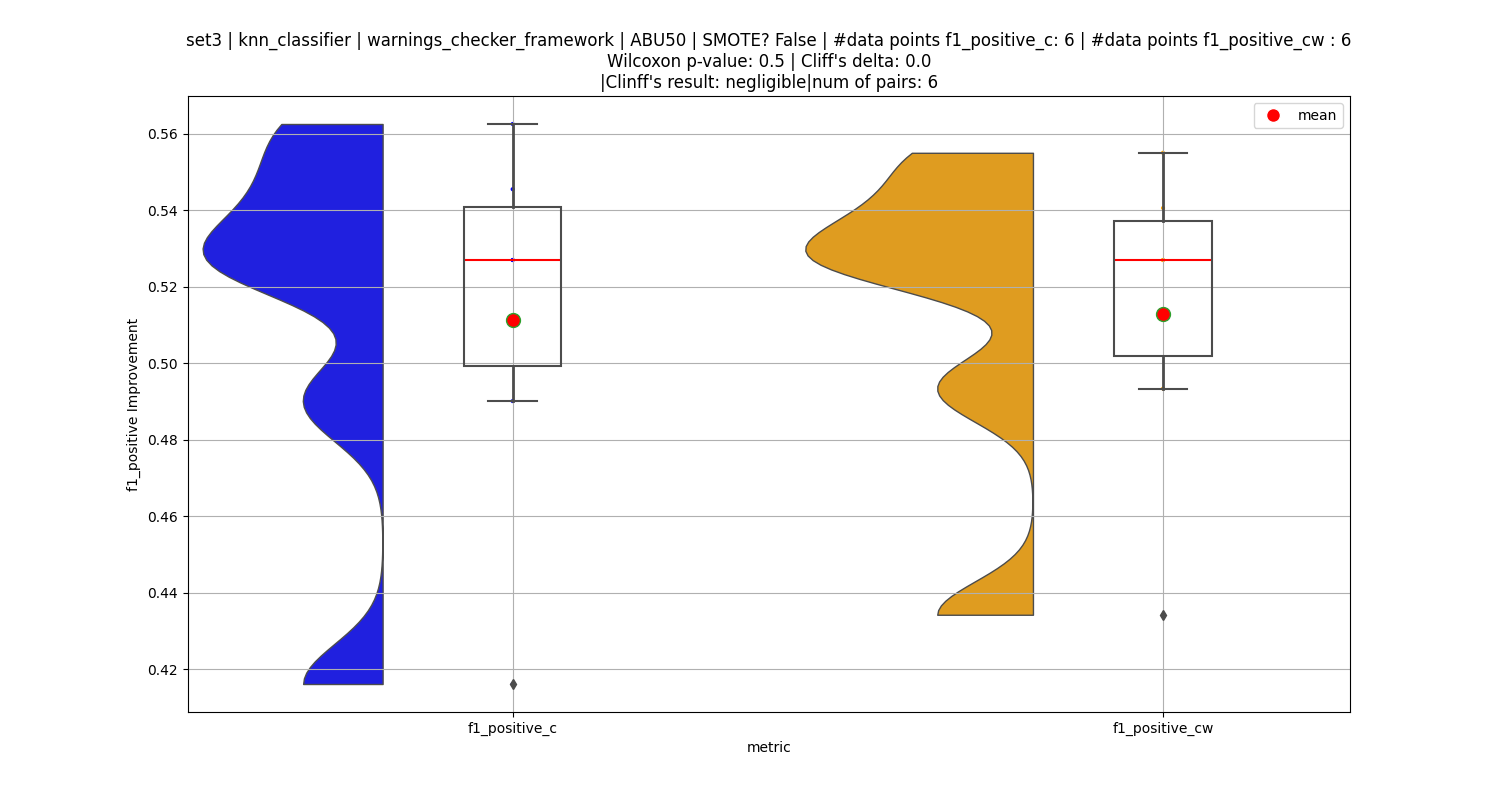 set3 | knn_classifier | warnings_checker_framework | ABU50 | SMOTE? False | #data points f1_positive_c: 6 | #data points f1_positive_cw : 6
Wilcoxon p-value: 0.5 | Cliff's delta: 0.0
|Clinff's result: negligible|num of pairs: 6
mean
0.56
0.54
0.52
0.50
0.48
0.46
0.44
0.42
f1_positive Improvement
f1_positive_c
f1_positive_cw
metric